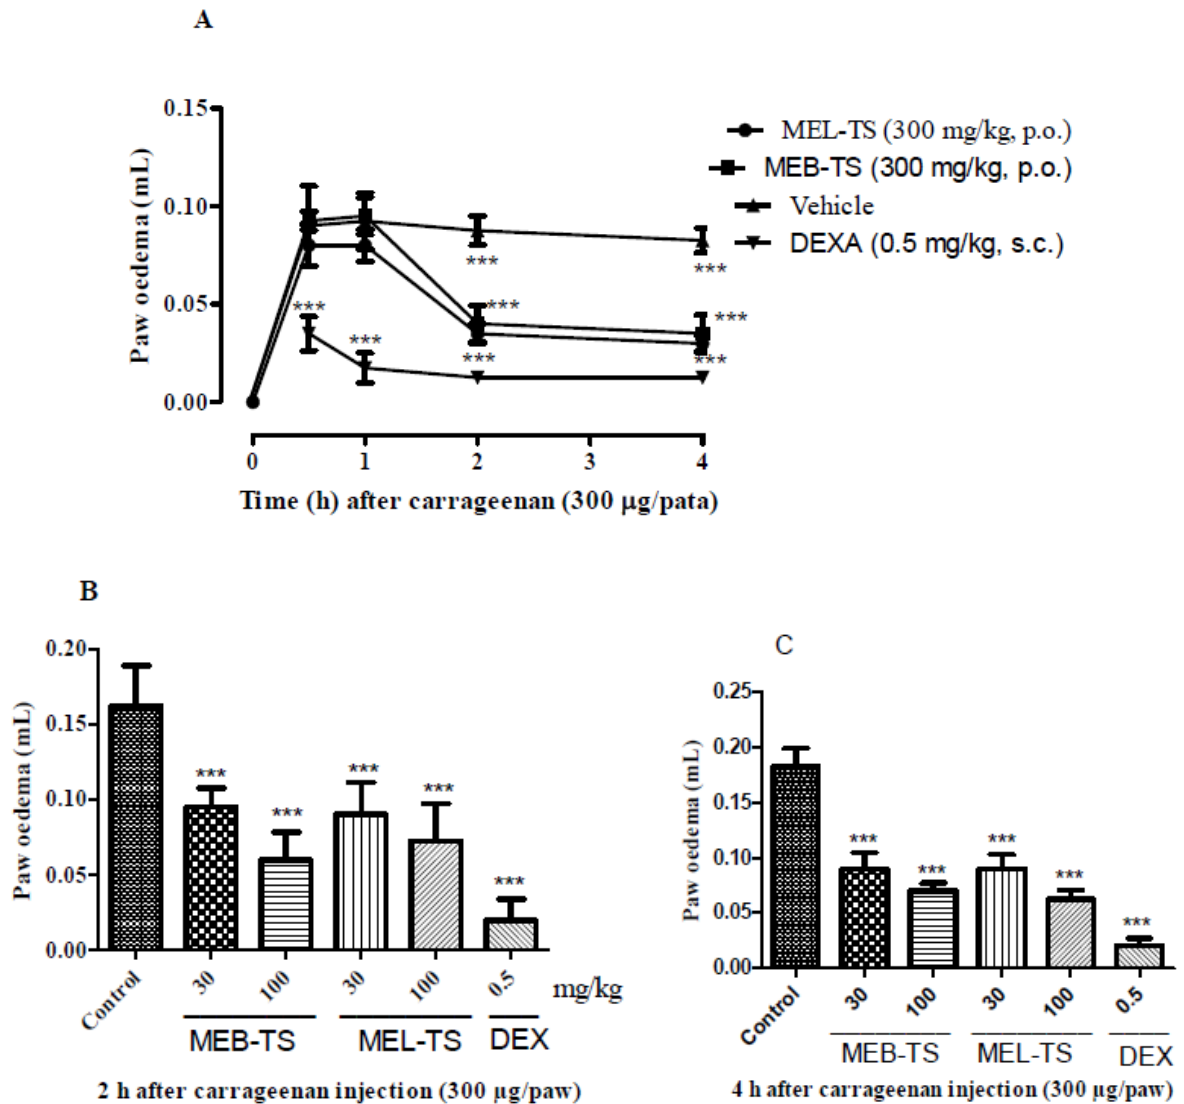 A
0.15
0.10
0.05
0.00
Paw oedema (mL)
***
***
***
***
***
***
***
***
0 1 2 3 4
Time (h) after carrageenan (300 µg/pata)
MEL-TS (300 mg/kg, p.o.)
MEB-TS (300 mg/kg, p.o.)
Vehicle
DEXA (0.5 mg/kg, s.c.)
B
0.20
0.15
0.10
0.05
0.00
Paw oedema (mL)
***
***
***
***
***
Control 30 100 30 100 0.5 mg/kg
MEB-TS MEL-TS DEX
2 h after carrageenan injection (300 µg/paw)
C
0.25
0.20
0.15
0.10
0.05
0.00
Paw oedema (mL)
***
***
***
***
***
Control 30 100 30 100 0.5
MEB-TS MEL-TS DEX
4 h after carrageenan injection (300 µg/paw)